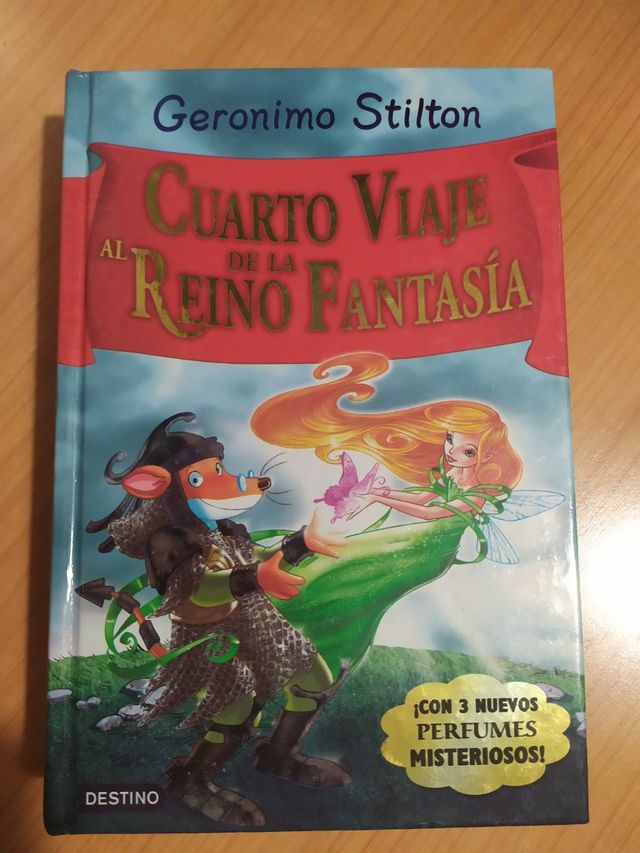 Geronimo Stilton
CUARTO VIAJE
AL REINO DE LA FANTASÍA
¡CON 3 NUEVOS
PERFUMES
MISTERIOSOS!
DESTINO